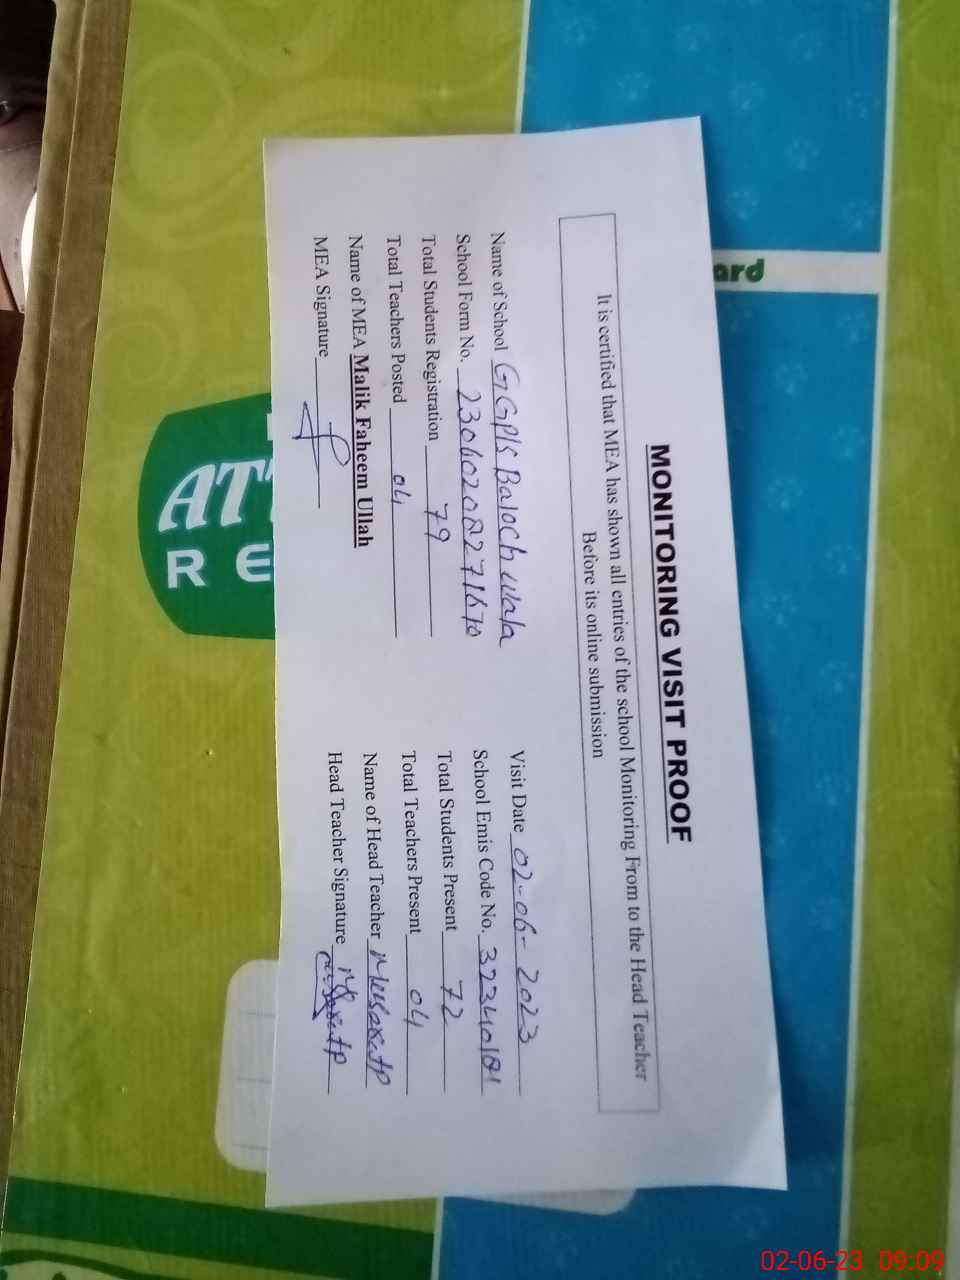 MONITORING VISIT PROOF
It is certified that MEA has shown all entries of the school Monitoring From to the Head Teacher
Before its online submission
Name of School GGP/S Baloch wala
Visit Date 02-06-2023
School Form No.
School Emis Code No.
Total Students Registration 79
Total Students Present 72
Total Teachers Posted 04
Total Teachers Present 04
Name of MEA Malik Faheem Ullah
Name of Head Teacher
MEA Signature
Head Teacher Signature
ard
AT
R E
02-06-23 09:09